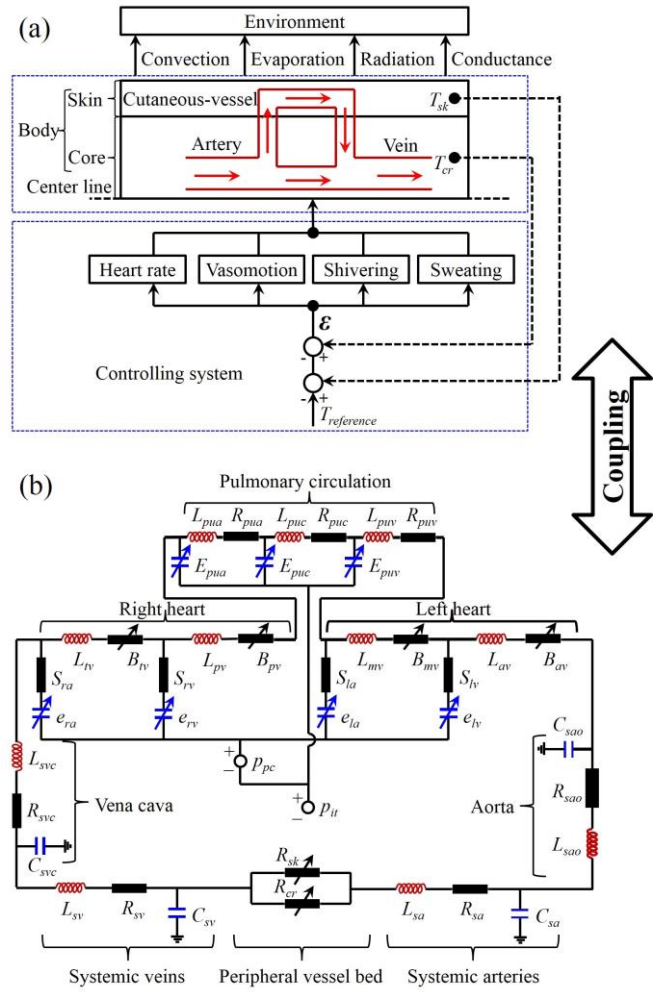 (a)
Environment
Convection Evaporation Radiation Conductance
Skin Cutaneous-vessel T_sk
Body
Artery Vein
Core T_cr
Center line
Heart rate Vasomotion Shivering Sweating
ε
- +
Controlling system
- +
T_reference
Coupling
(b)
Pulmonary circulation
L_pua R_pua L_puc R_puc L_puv R_puv
E_pua E_puc E_puv
Right heart Left heart
L_tv B_tv L_pv B_pv L_mv B_mv L_av B_av
S_ra S_rv S_la S_lv
e_ra e_rv e_la e_lv
C_sao
L_svc + − p_pc
R_svc Vena cava + − p_it Aorta R_sao
C_svc R_sk L_sao
R_cr
L_sv R_sv C_sv L_sa R_sa C_sa
Systemic veins Peripheral vessel bed Systemic arteries